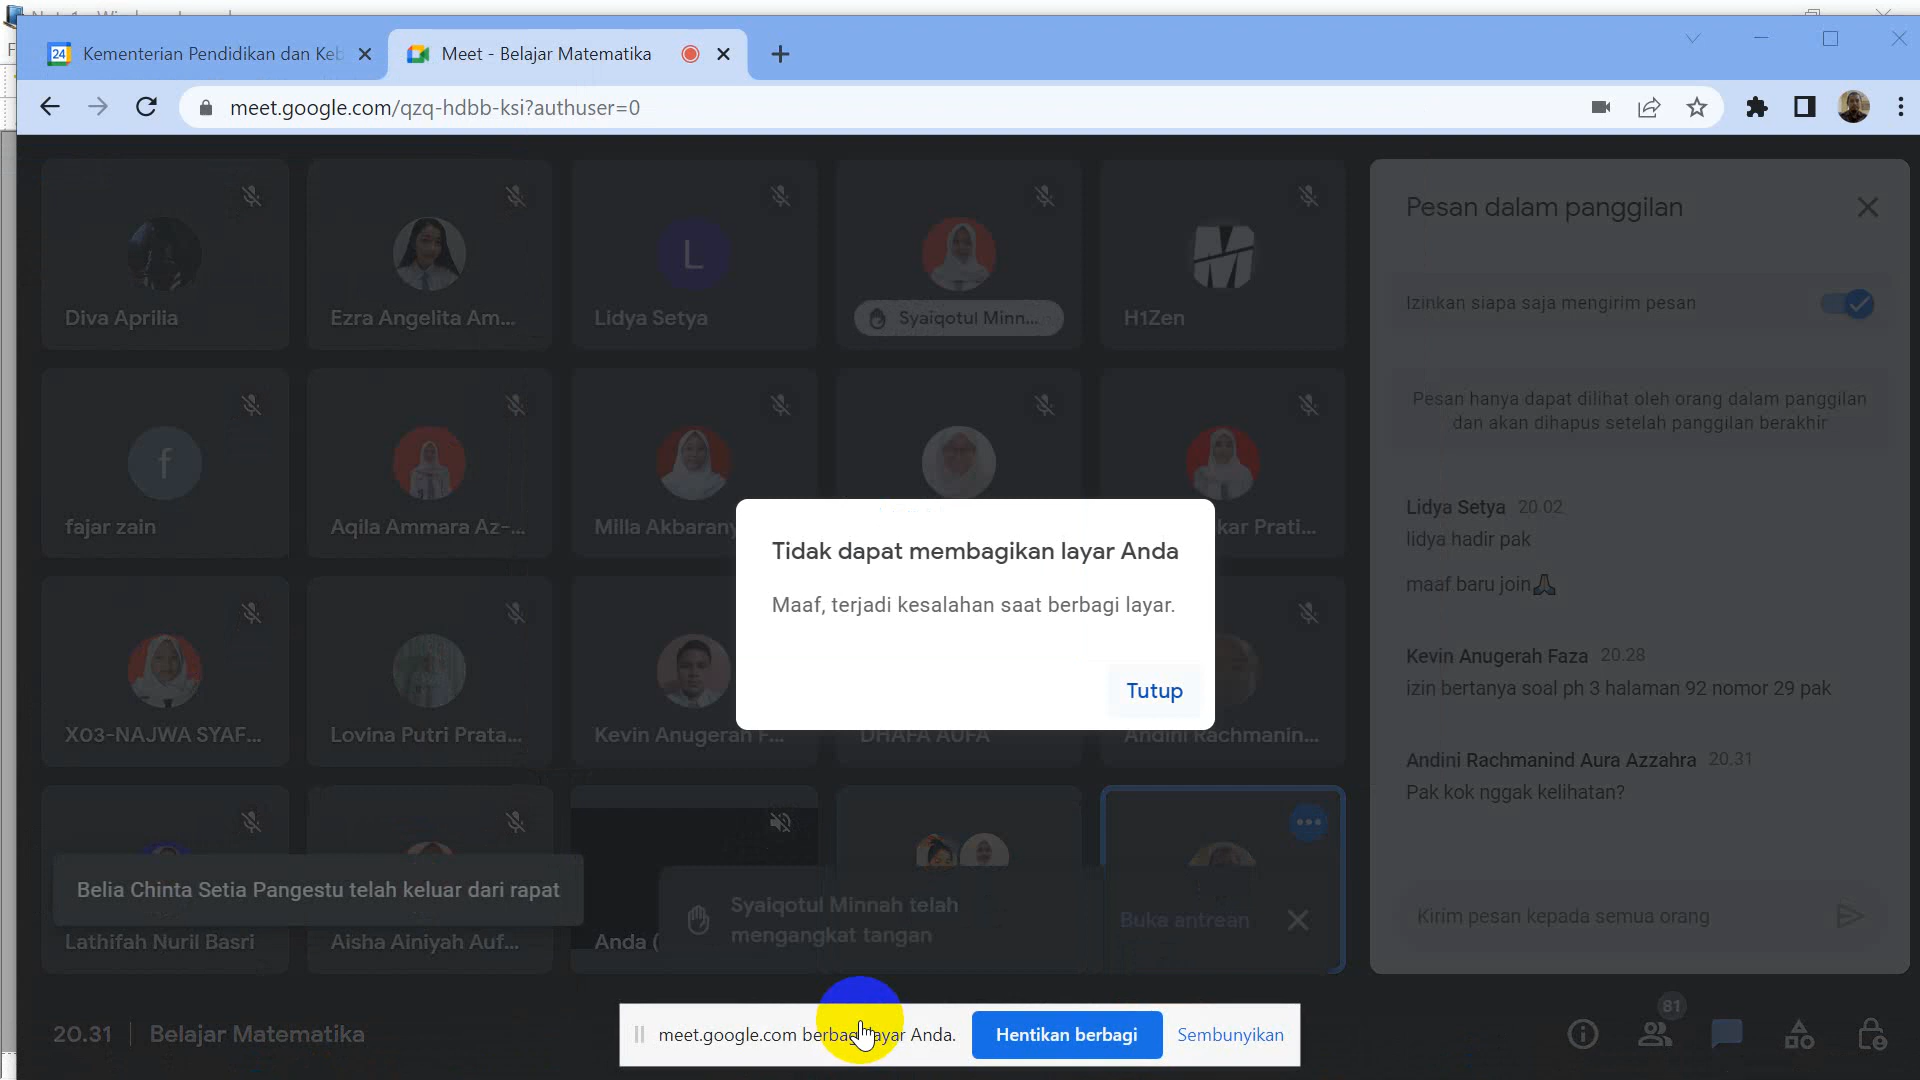 Kementerian Pendidikan dan Keb
Meet - Belajar Matematika
meet.google.com/qzq-hdbb-ksi?authuser=0
Diva Aprilia
Ezra Angelita Am...
L
Lidya Setya
Syaiqotul Minn...
H1Zen
f
fajar zain
Aqila Ammara Az-...
Milla Akbarany
kar Prati...
X03-NAJWA SYAF...
Lovina Putri Prata...
Kevin Anugerah F...
DHAFA AUFA
Andini Rachmanin...
Tidak dapat membagikan layar Anda
Maaf, terjadi kesalahan saat berbagi layar.
Tutup
Belia Chinta Setia Pangestu telah keluar dari rapat
Lathifah Nuril Basri
Aisha Ainiyah Auf...
Anda (
Syaiqotul Minnah telah
mengangkat tangan
Buka antrean
Pesan dalam panggilan
Izinkan siapa saja mengirim pesan
Pesan hanya dapat dilihat oleh orang dalam panggilan
dan akan dihapus setelah panggilan berakhir
Lidya Setya 20.02
lidya hadir pak
maaf baru join🙏
Kevin Anugerah Faza 20.28
izin bertanya soal ph 3 halaman 92 nomor 29 pak
Andini Rachmanind Aura Azzahra 20.31
Pak kok nggak kelihatan?
Kirim pesan kepada semua orang
20.31 | Belajar Matematika
meet.google.com berbagi layar Anda.
Hentikan berbagi
Sembunyikan
81